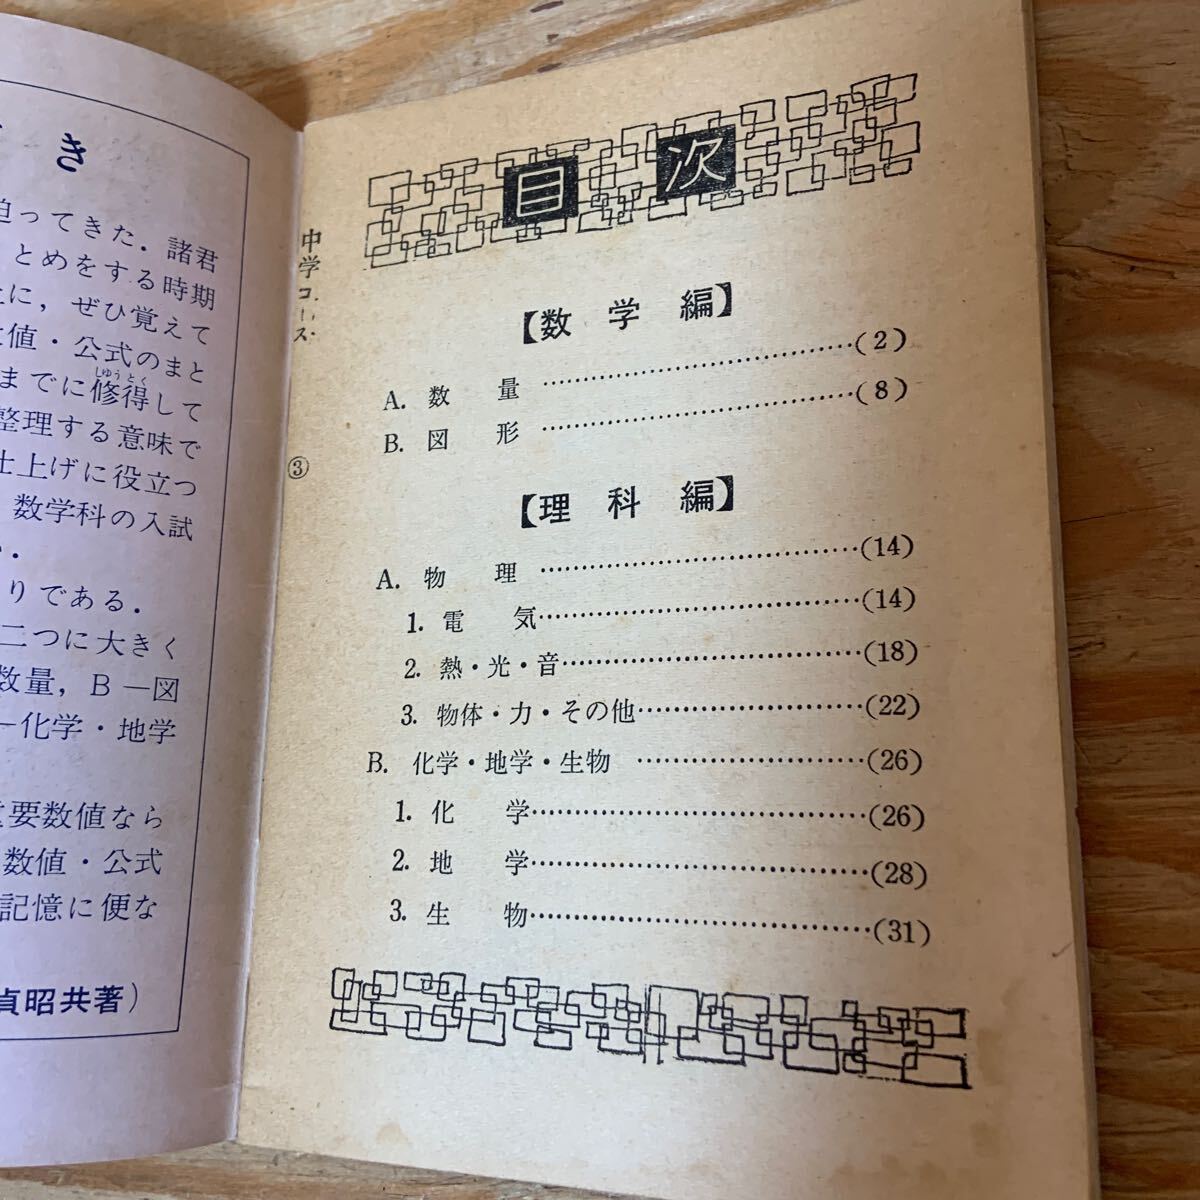 き
迫ってきた．諸君
とめをする時期
に，ぜひ覚えて
値・公式のまと
までに修得して
しゅうとく
整理する意味で
仕上げに役立つ
数学科の入試
．
りである．
二つに大きく
数量，B—図
—化学・地学
重要数値なら
数値・公式
記憶に便な
貞昭共著）
中学コース
③
目次
【数学編】
A. 数量…………(2)
B. 図形…………(8)
【理科編】
A. 物理…………(14)
1. 電気…………(14)
2. 熱・光・音…………(18)
3. 物体・力・その他…………(22)
B. 化学・地学・生物…………(26)
1. 化学…………(26)
2. 地学…………(28)
3. 生物…………(31)